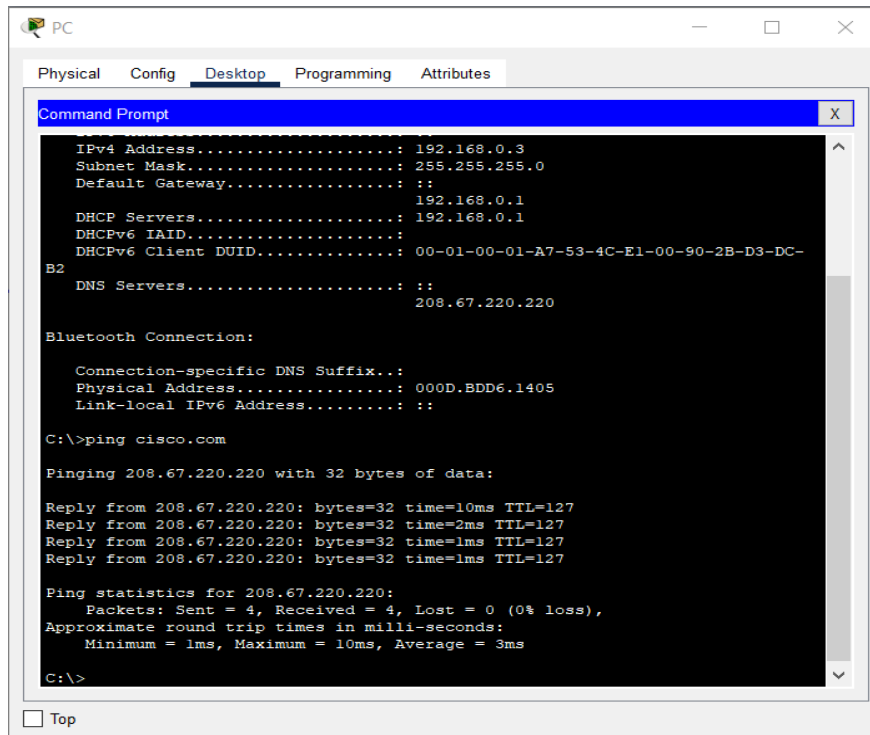 PC
Physical Config Desktop Programming Attributes
Command Prompt X
IPv4 Address....................: 192.168.0.3
Subnet Mask.....................: 255.255.255.0
Default Gateway.................: ::
192.168.0.1
DHCP Servers....................: 192.168.0.1
DHCPv6 IAID.....................:
DHCPv6 Client DUID..............: 00-01-00-01-A7-53-4C-E1-00-90-2B-D3-DC-
B2
DNS Servers.....................: ::
208.67.220.220
Bluetooth Connection:
Connection-specific DNS Suffix..:
Physical Address................: 000D.BDD6.1405
Link-local IPv6 Address.........: ::
C:\>ping cisco.com
Pinging 208.67.220.220 with 32 bytes of data:
Reply from 208.67.220.220: bytes=32 time=10ms TTL=127
Reply from 208.67.220.220: bytes=32 time=2ms TTL=127
Reply from 208.67.220.220: bytes=32 time=1ms TTL=127
Reply from 208.67.220.220: bytes=32 time=1ms TTL=127
Ping statistics for 208.67.220.220:
Packets: Sent = 4, Received = 4, Lost = 0 (0% loss),
Approximate round trip times in milli-seconds:
Minimum = 1ms, Maximum = 10ms, Average = 3ms
C:\>
Top